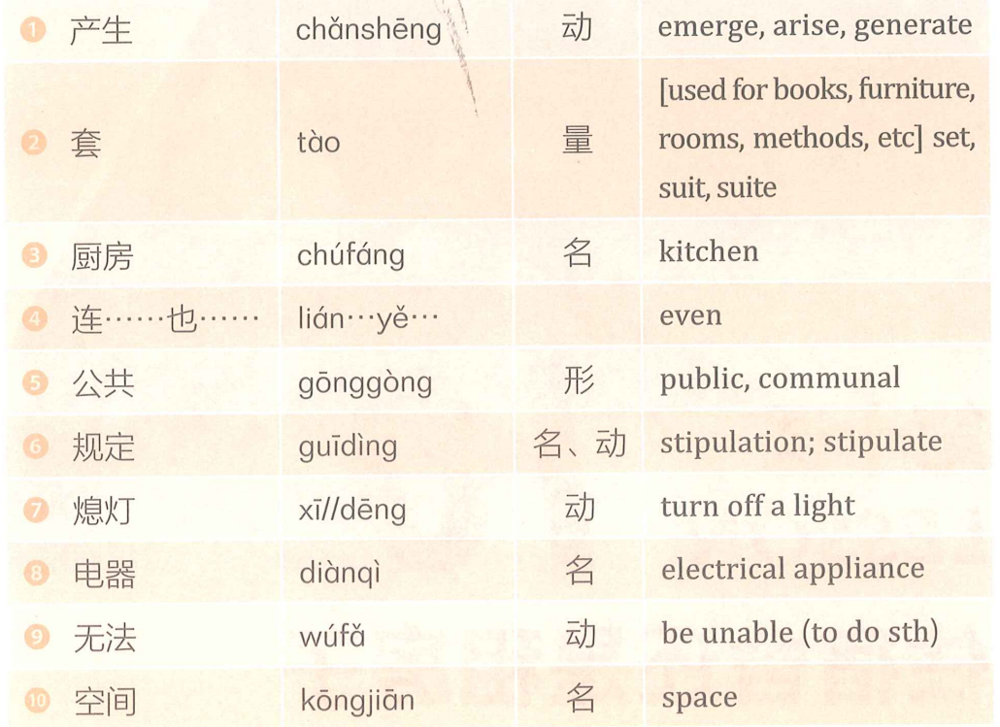 1 产生 chǎnshēng 动 emerge, arise, generate
2 套 tào 量 [used for books, furniture,
rooms, methods, etc] set,
suit, suite
3 厨房 chúfáng 名 kitchen
4 连……也…… lián…yě… even
5 公共 gōnggòng 形 public, communal
6 规定 guīdìng 名、动 stipulation; stipulate
7 熄灯 xī//dēng 动 turn off a light
8 电器 diànqì 名 electrical appliance
9 无法 wúfǎ 动 be unable (to do sth)
10 空间 kōngjiān 名 space